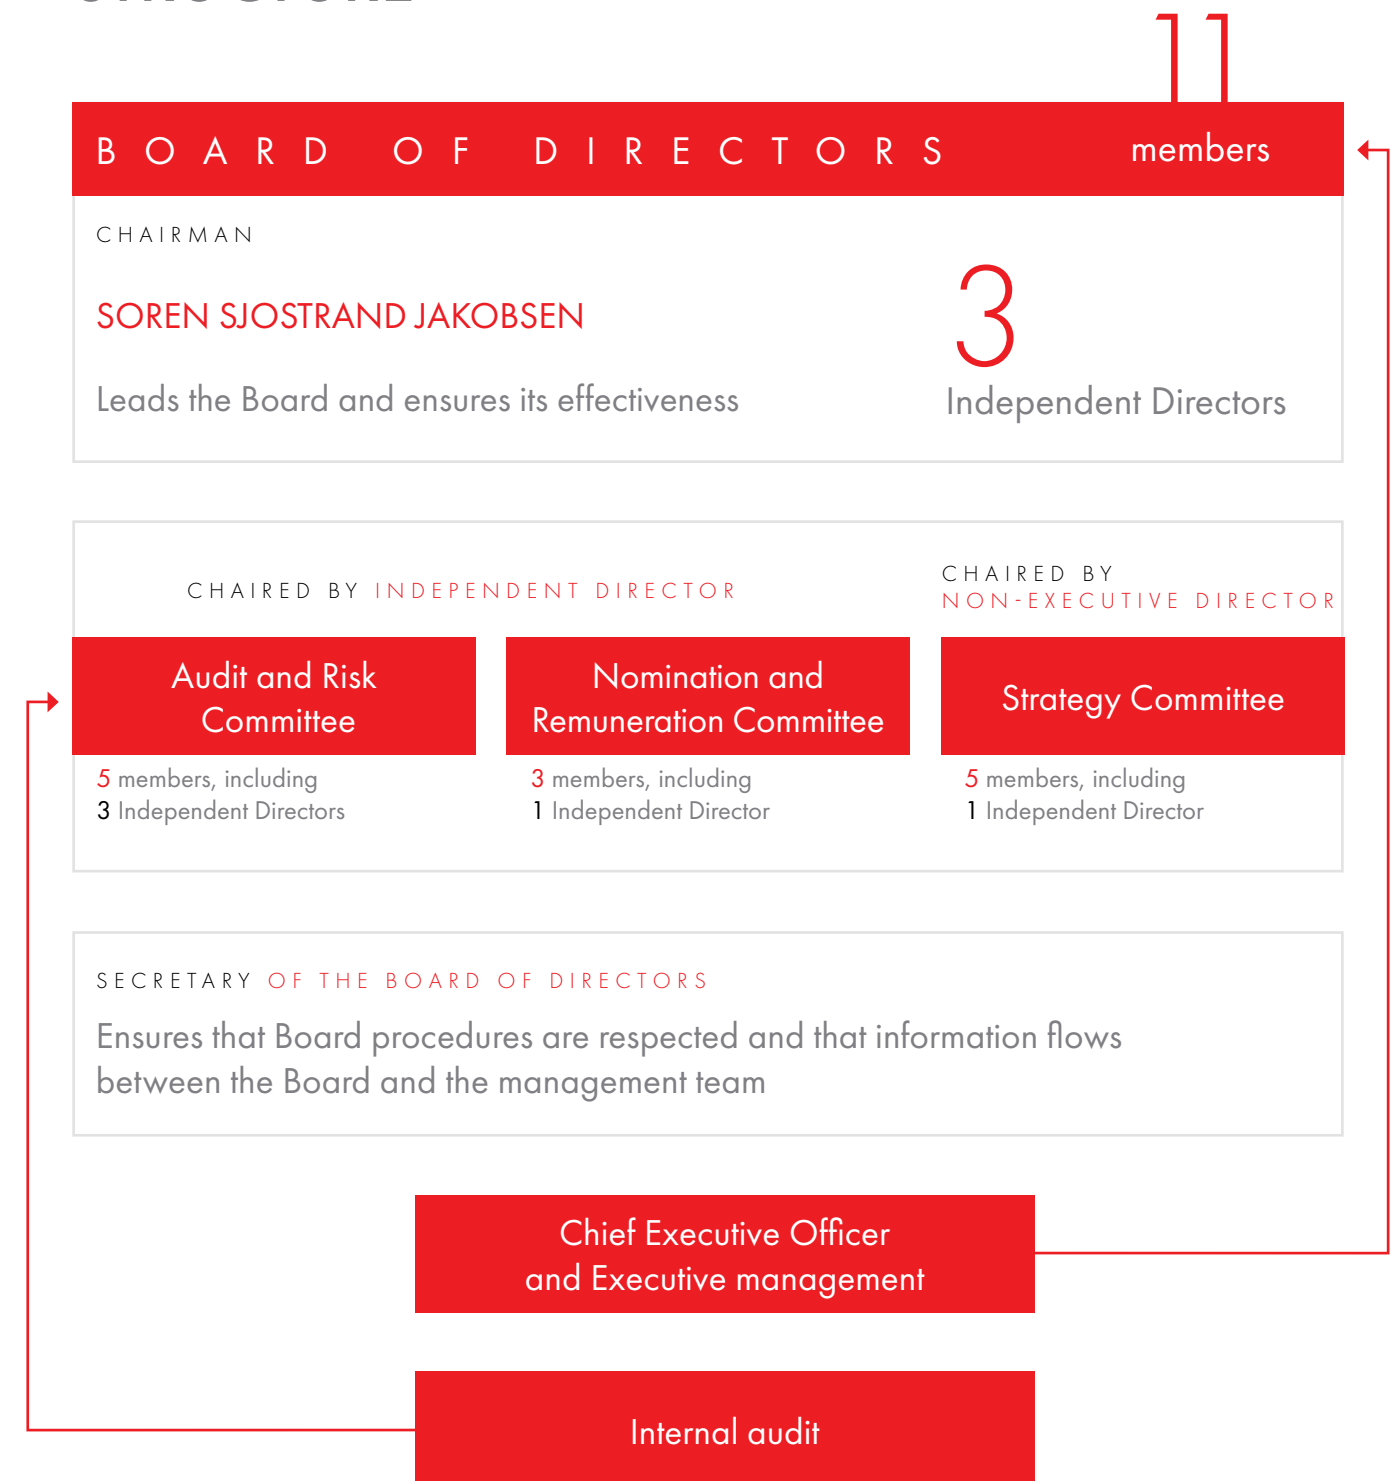 11
BOARD OF DIRECTORS members
CHAIRMAN
SOREN SJOSTRAND JAKOBSEN
Leads the Board and ensures its effectiveness
3
Independent Directors
CHAIRED BY INDEPENDENT DIRECTOR
Audit and Risk
Committee
5 members, including
3 Independent Directors
Nomination and
Remuneration Committee
3 members, including
1 Independent Director
CHAIRED BY
NON-EXECUTIVE DIRECTOR
Strategy Committee
5 members, including
1 Independent Director
SECRETARY OF THE BOARD OF DIRECTORS
Ensures that Board procedures are respected and that information flows
between the Board and the management team
Chief Executive Officer
and Executive management
Internal audit